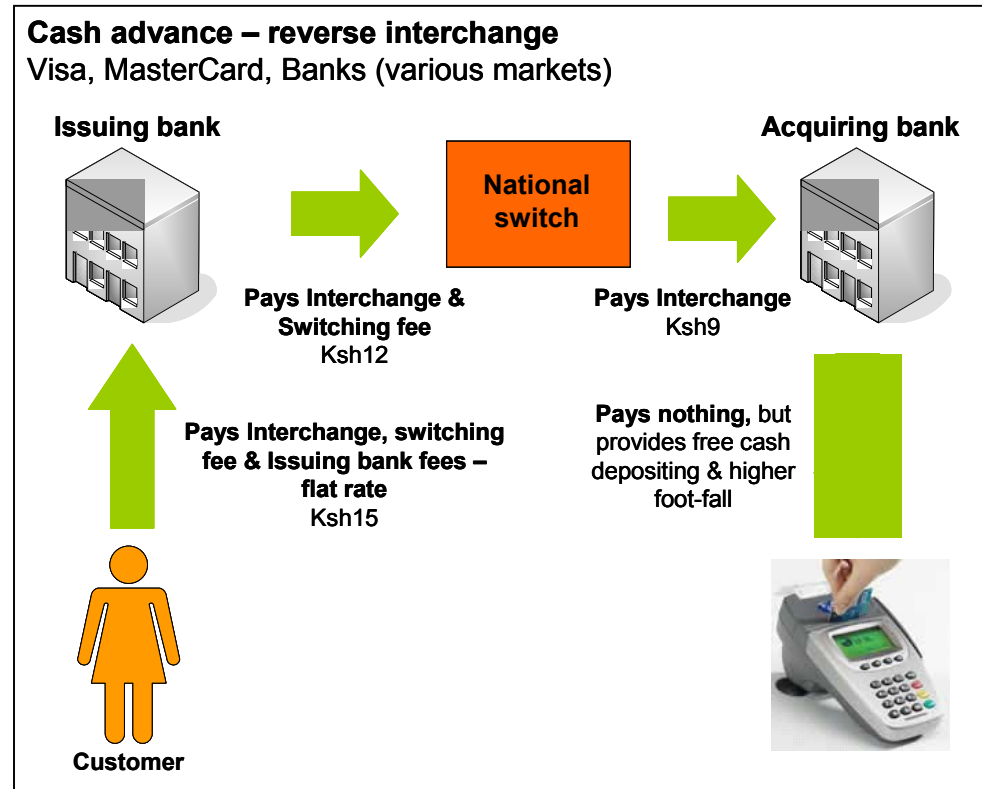 Cash advance – reverse interchange
Visa, MasterCard, Banks (various markets)
Issuing bank
Acquiring bank
National
switch
Pays Interchange &
Switching fee
Ksh12
Pays Interchange
Ksh9
Pays Interchange, switching
fee & Issuing bank fees –
flat rate
Ksh15
Pays nothing, but
provides free cash
depositing & higher
foot-fall
Customer